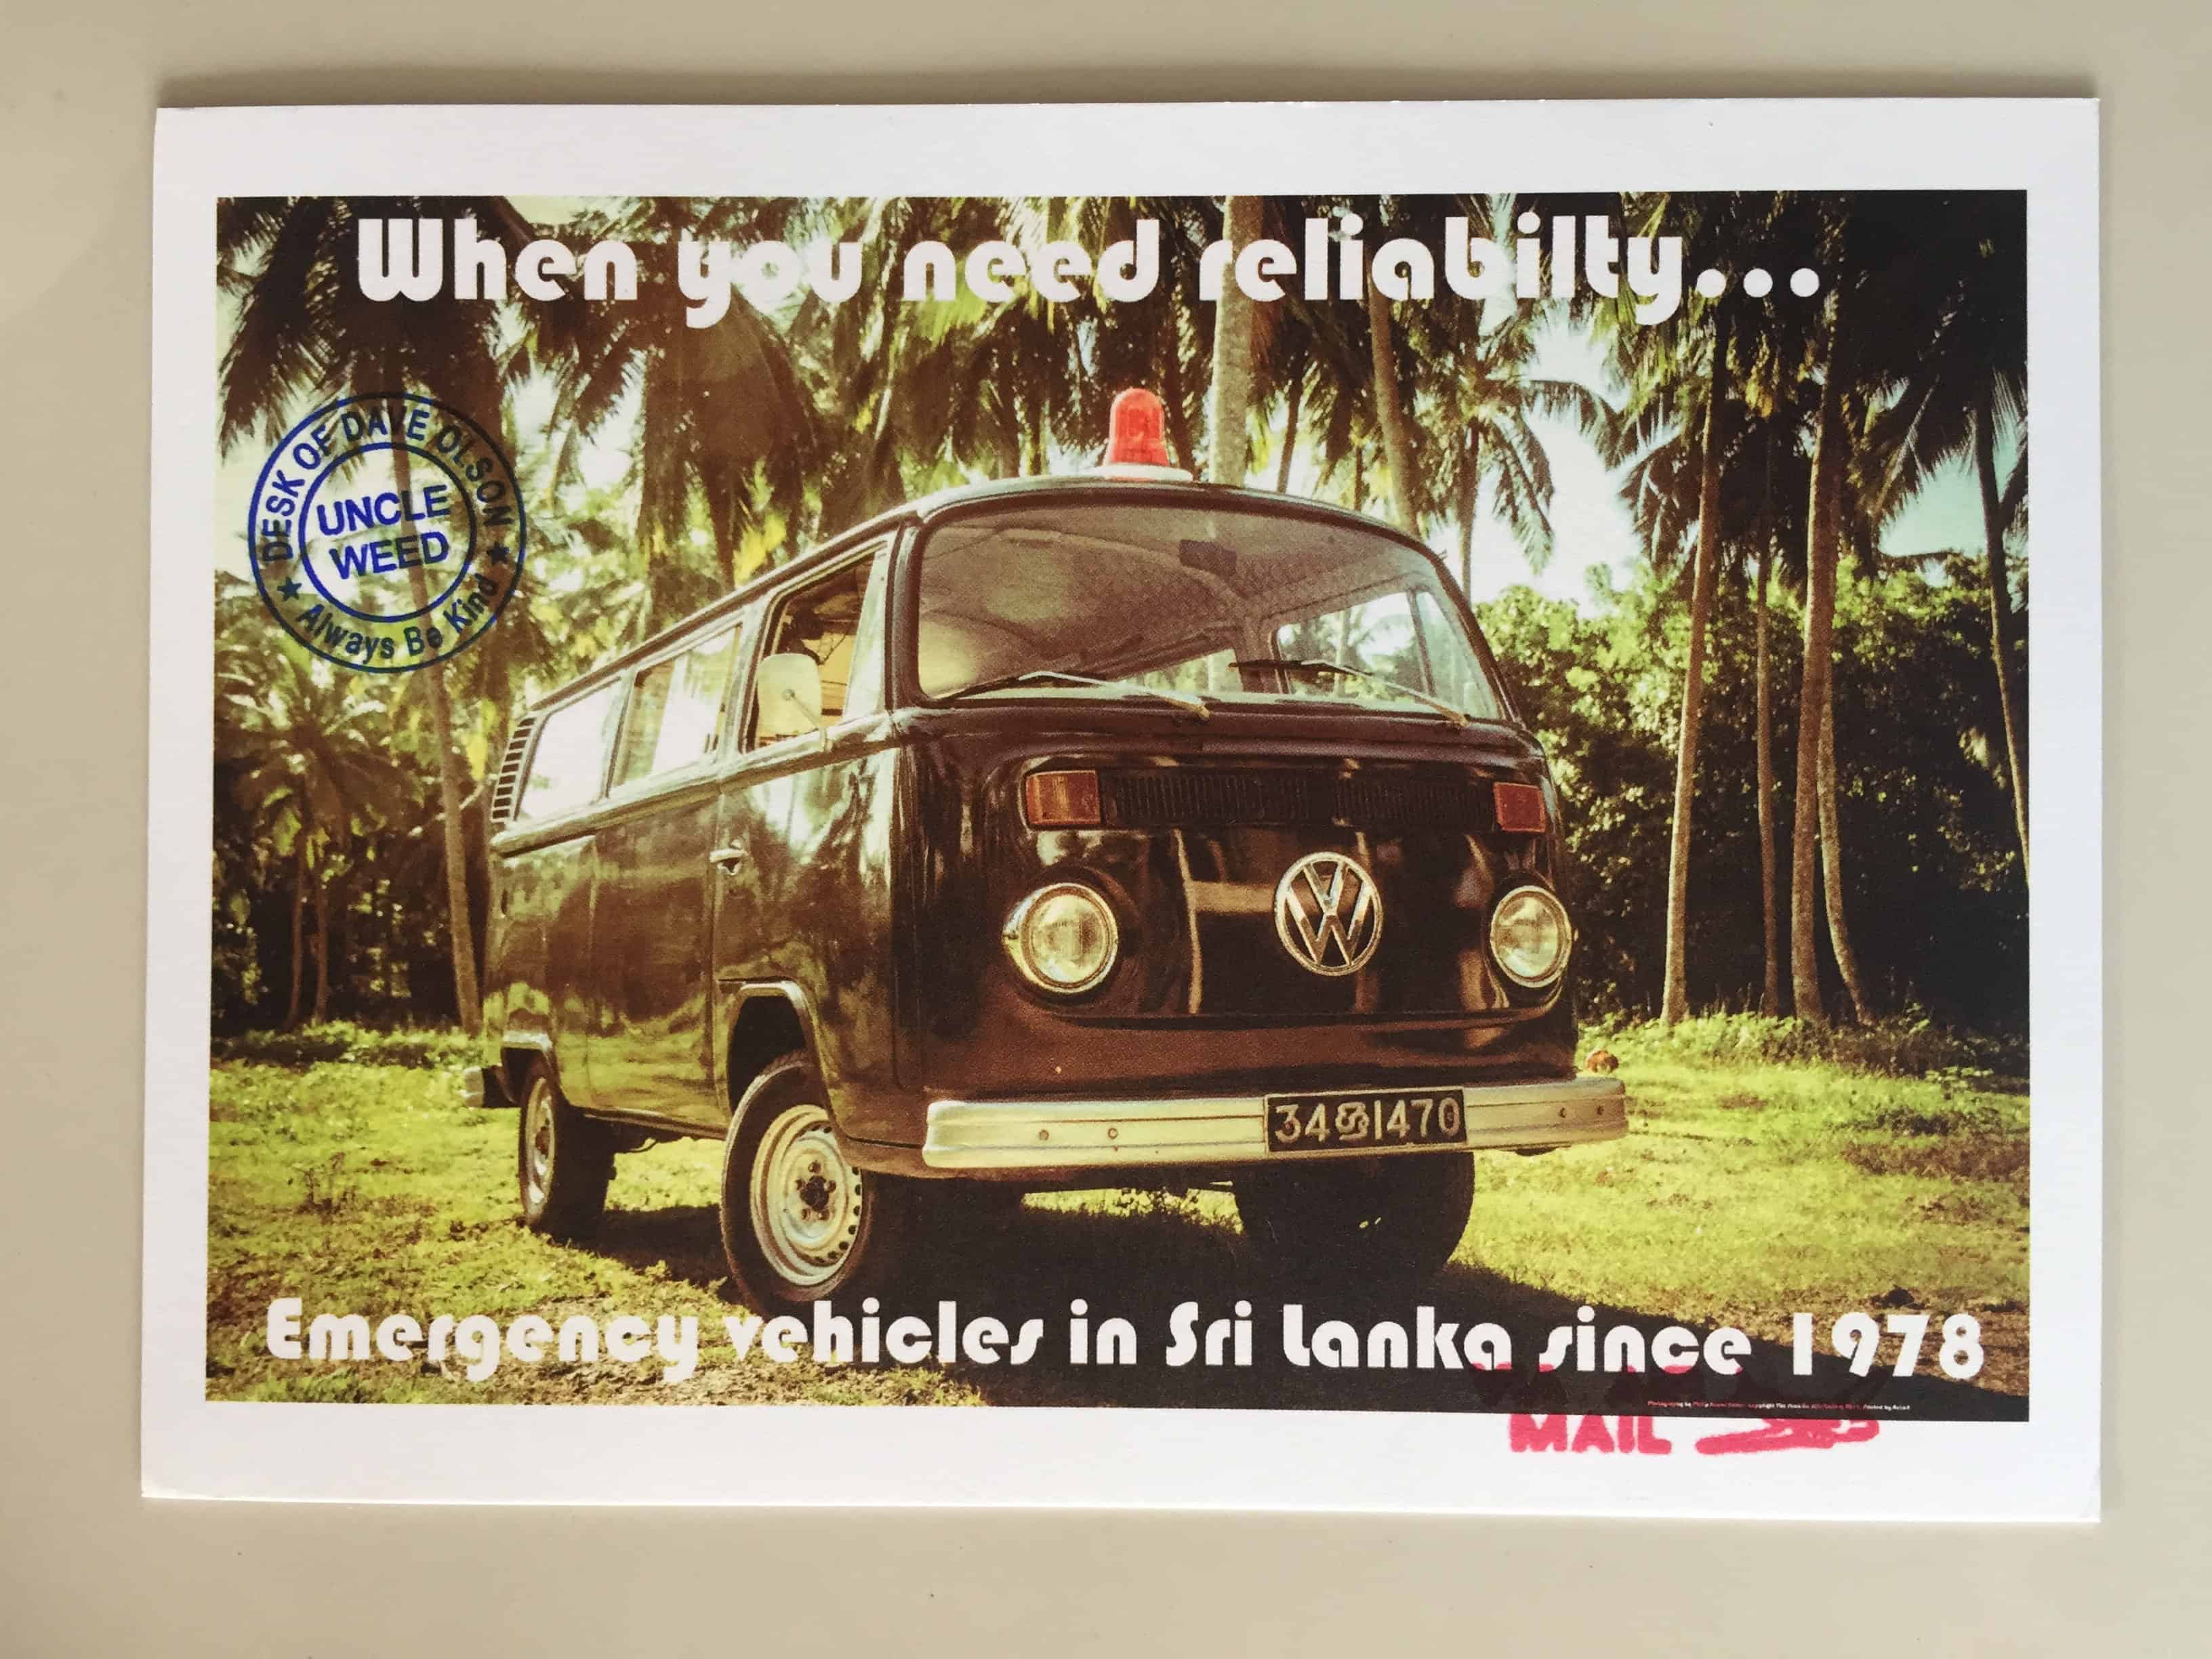 When you need reliabilty...
DESK OF DAVE OLSON
UNCLE
WEED
Always Be Kind
34 ශ්‍රී 1470
Emergency vehicles in Sri Lanka since 1978
MAIL